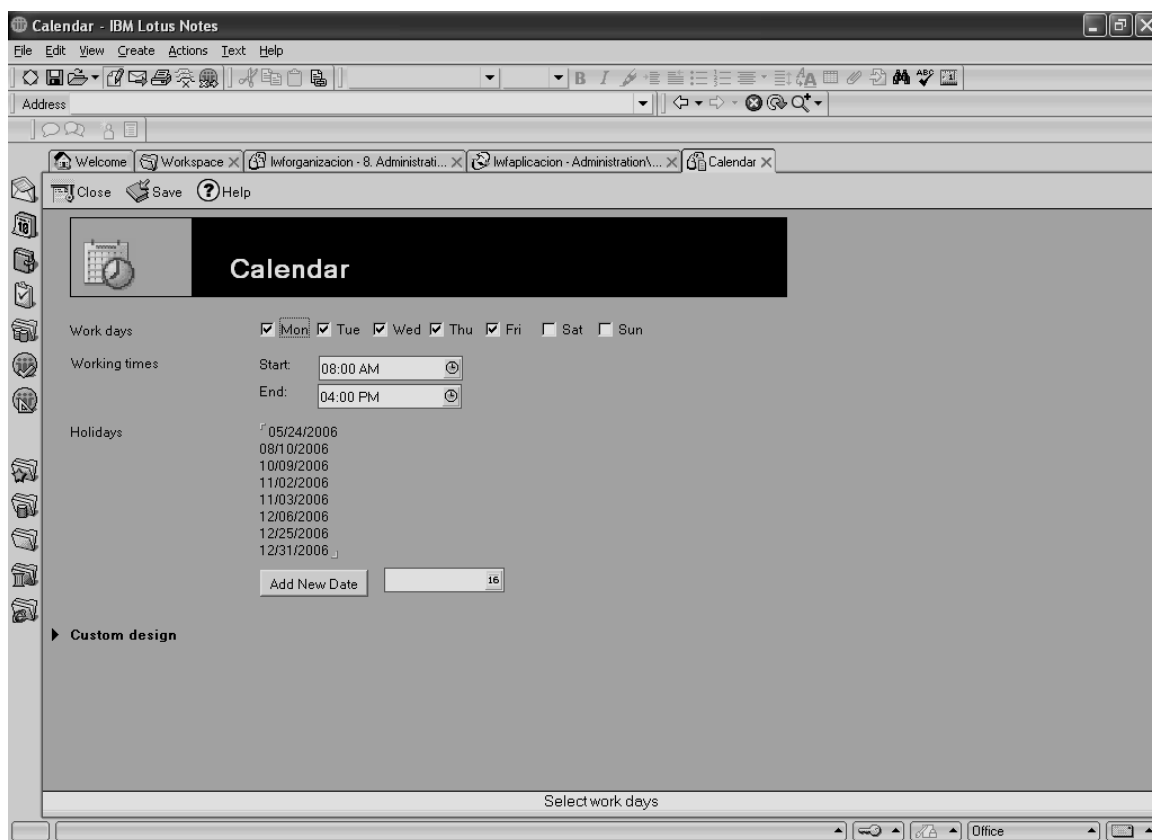 Calendar - IBM Lotus Notes
File Edit View Create Actions Text Help
B I
Address
Welcome Workspace lwforganizacion - 8. Administrati... lwfaplicacion - Administration\... Calendar
Close Save Help
Calendar
Work days Mon Tue Wed Thu Fri Sat Sun
Working times Start: 08:00 AM
End: 04:00 PM
Holidays 05/24/2006
08/10/2006
10/09/2006
11/02/2006
11/03/2006
12/06/2006
12/25/2006
12/31/2006
Add New Date 16
Custom design
Select work days
Office